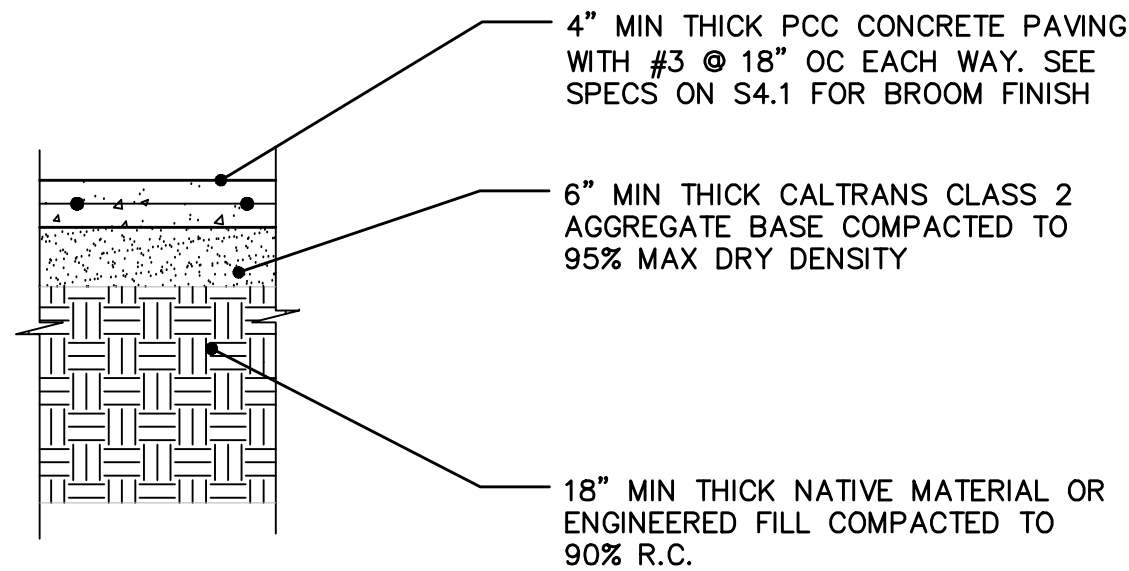 4” MIN THICK PCC CONCRETE PAVING
WITH #3 @ 18” OC EACH WAY. SEE
SPECS ON S4.1 FOR BROOM FINISH
6” MIN THICK CALTRANS CLASS 2
AGGREGATE BASE COMPACTED TO
95% MAX DRY DENSITY
18” MIN THICK NATIVE MATERIAL OR
ENGINEERED FILL COMPACTED TO
90% R.C.